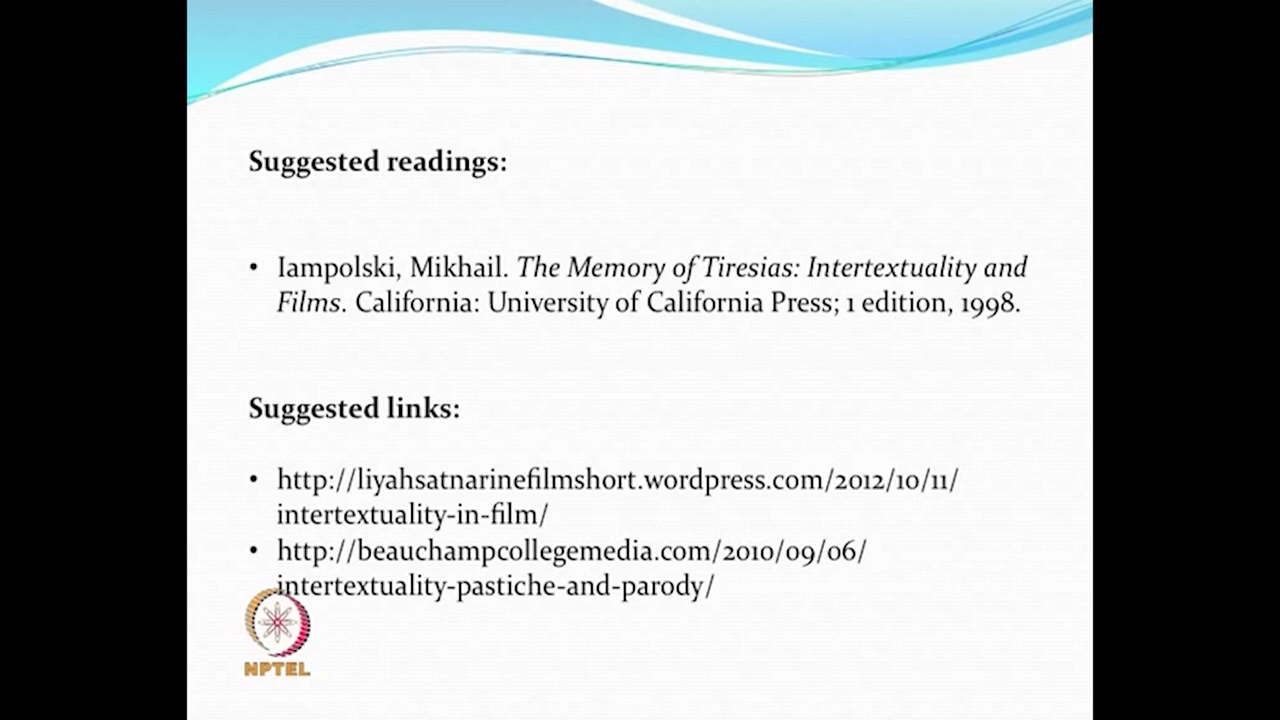 Suggested readings:
• Iampolski, Mikhail. The Memory of Tiresias: Intertextuality and
Films. California: University of California Press; 1 edition, 1998.
Suggested links:
• http://liyahsatnarinefilmshort.wordpress.com/2012/10/11/
intertextuality-in-film/
• http://beauchampcollegemedia.com/2010/09/06/
intertextuality-pastiche-and-parody/
NPTEL